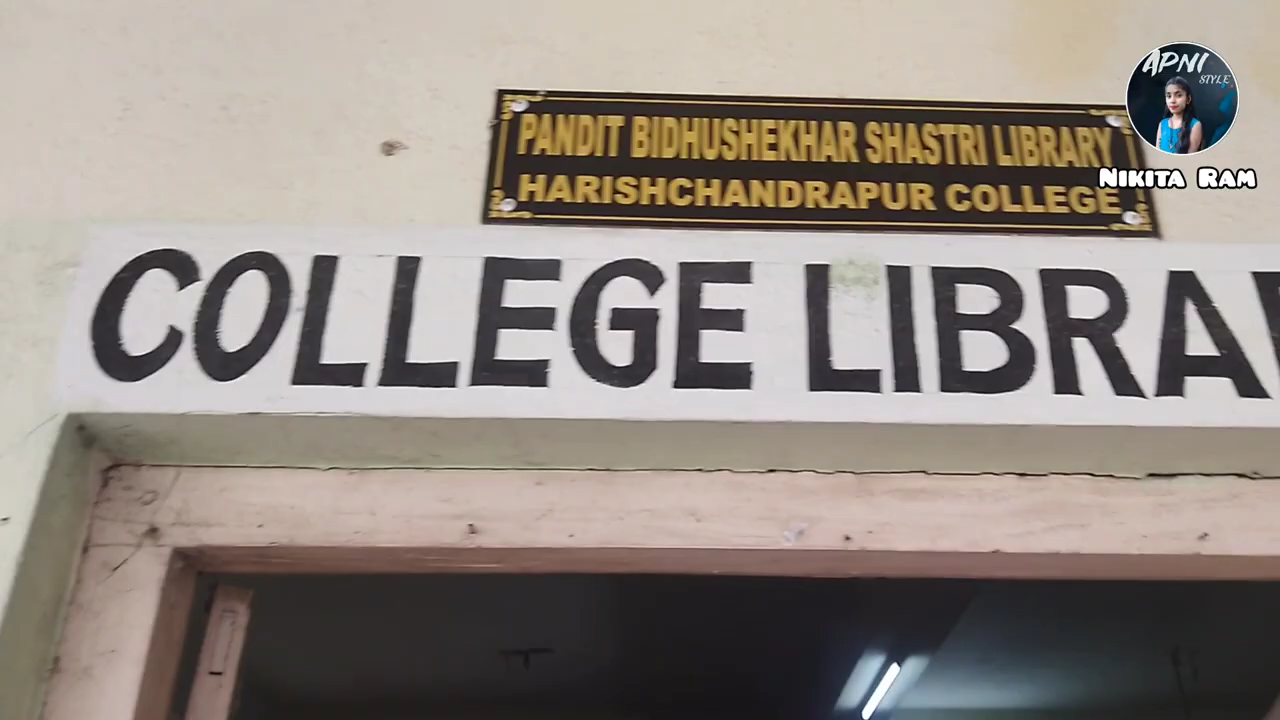 APNI
STYLE
NIKITA RAM
PANDIT BIDHUSHEKHAR SHASTRI LIBRARY
HARISHCHANDRAPUR COLLEGE
COLLEGE LIBRA